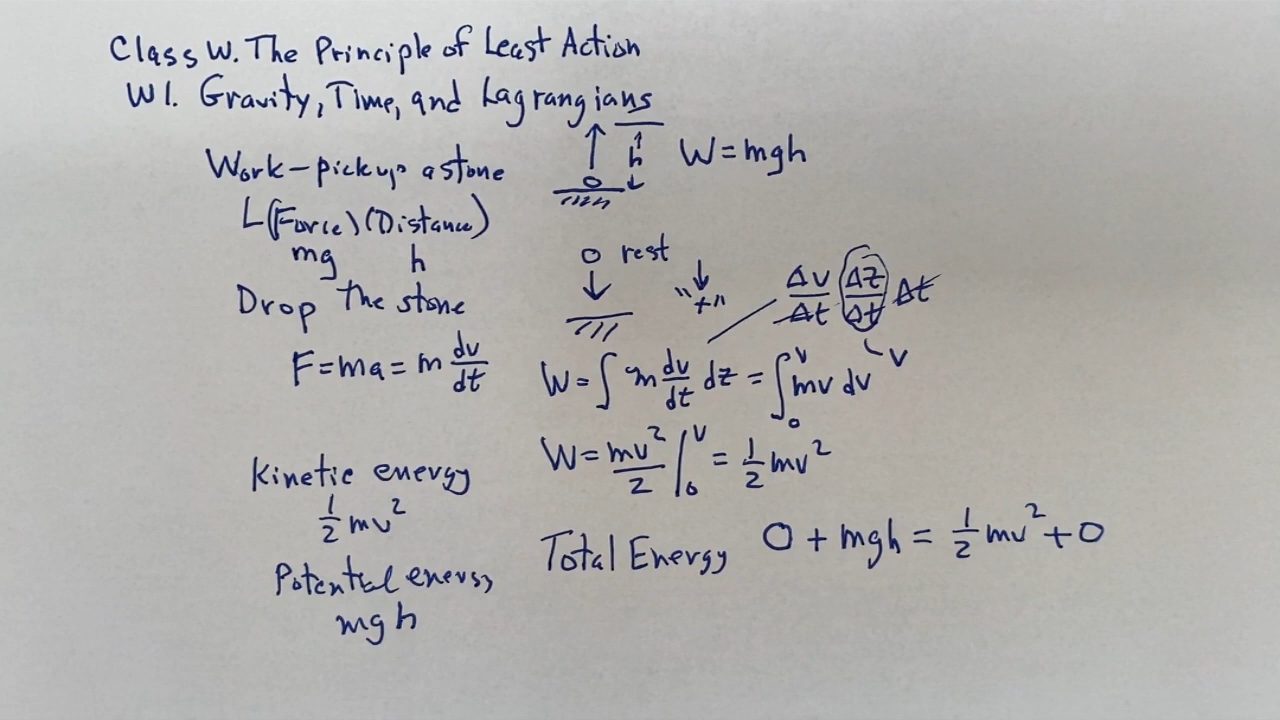 Class W. The Principle of Least Action
W1. Gravity, Time, and Lagrangians
Work - pick up a stone
h
W = mgh
L(Force)(Distance)
mg h
o rest
"+"
Δv/Δt Δz/Δt Δt
v
Drop the stone
F = ma = m dv/dt
W = ∫ m dv/dt dz = ∫₀ᵛ mv dv
W = mv²/2 |₀ᵛ = 1/2 mv²
Kinetic energy
1/2 mv²
Total Energy 0 + mgh = 1/2 mv² + 0
Potential energy
mgh